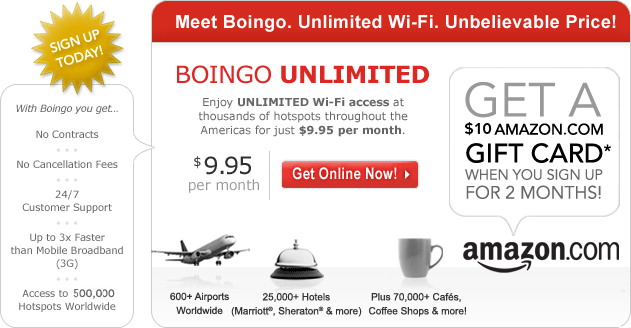 Meet Boingo. Unlimited Wi-Fi. Unbelievable Price!
SIGN UP
TODAY!
With Boingo you get...
No Contracts
No Cancellation Fees
24/7
Customer Support
Up to 3x Faster
than Mobile Broadband
(3G)
Access to 500,000
Hotspots Worldwide
BOINGO UNLIMITED
Enjoy UNLIMITED Wi-Fi access at
thousands of hotspots throughout the
Americas for just $9.95 per month.
$9.95
per month
Get Online Now!
GET A
$10 AMAZON.COM
GIFT CARD*
WHEN YOU SIGN UP
FOR 2 MONTHS!
amazon.com
600+ Airports
Worldwide
25,000+ Hotels
(Marriott®, Sheraton® & more)
Plus 70,000+ Cafés,
Coffee Shops & more!